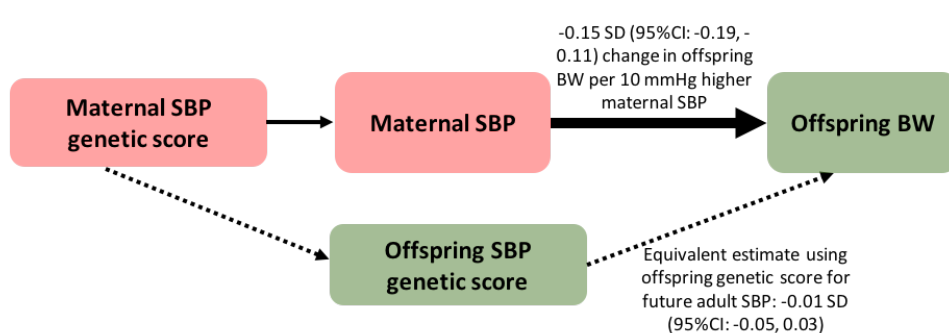 -0.15 SD (95%CI: -0.19, -
0.11) change in offspring
BW per 10 mmHg higher
maternal SBP
Maternal SBP
genetic score
Maternal SBP
Offspring BW
Offspring SBP
genetic score
Equivalent estimate using
offspring genetic score for
future adult SBP: -0.01 SD
(95%CI: -0.05, 0.03)